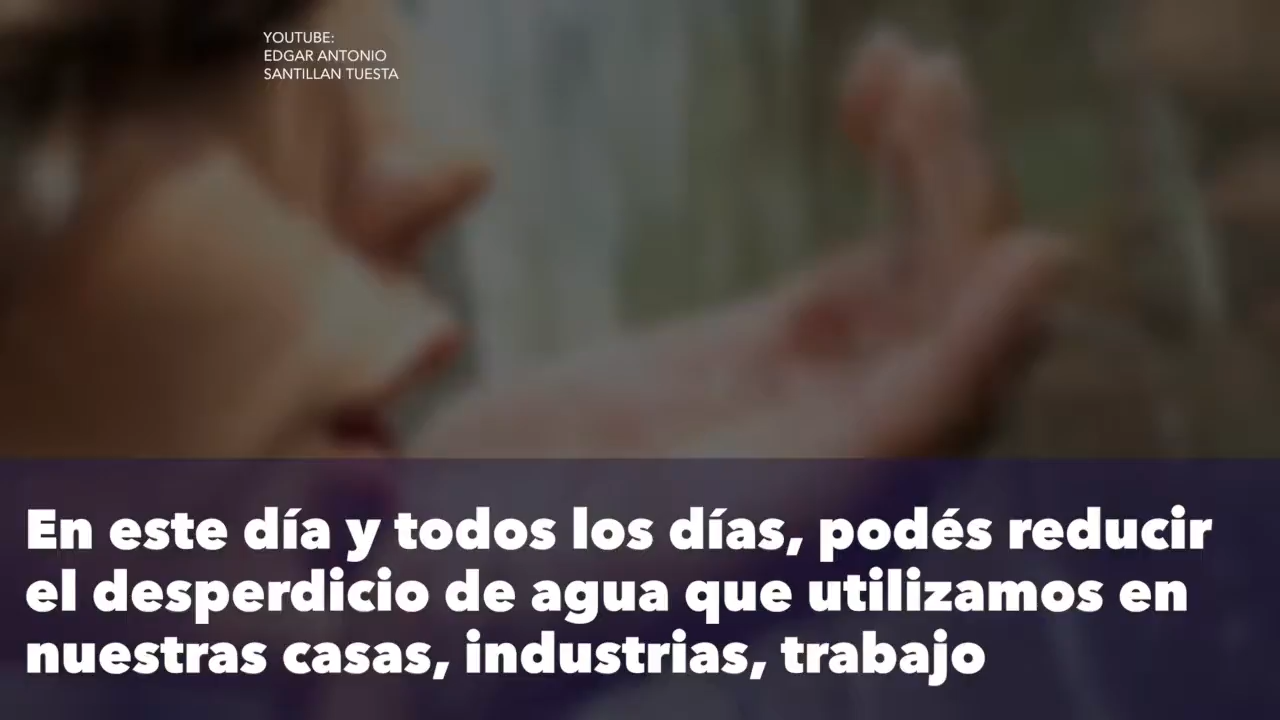 YOUTUBE:
EDGAR ANTONIO
SANTILLAN TUESTA
En este día y todos los días, podés reducir
el desperdicio de agua que utilizamos en
nuestras casas, industrias, trabajo